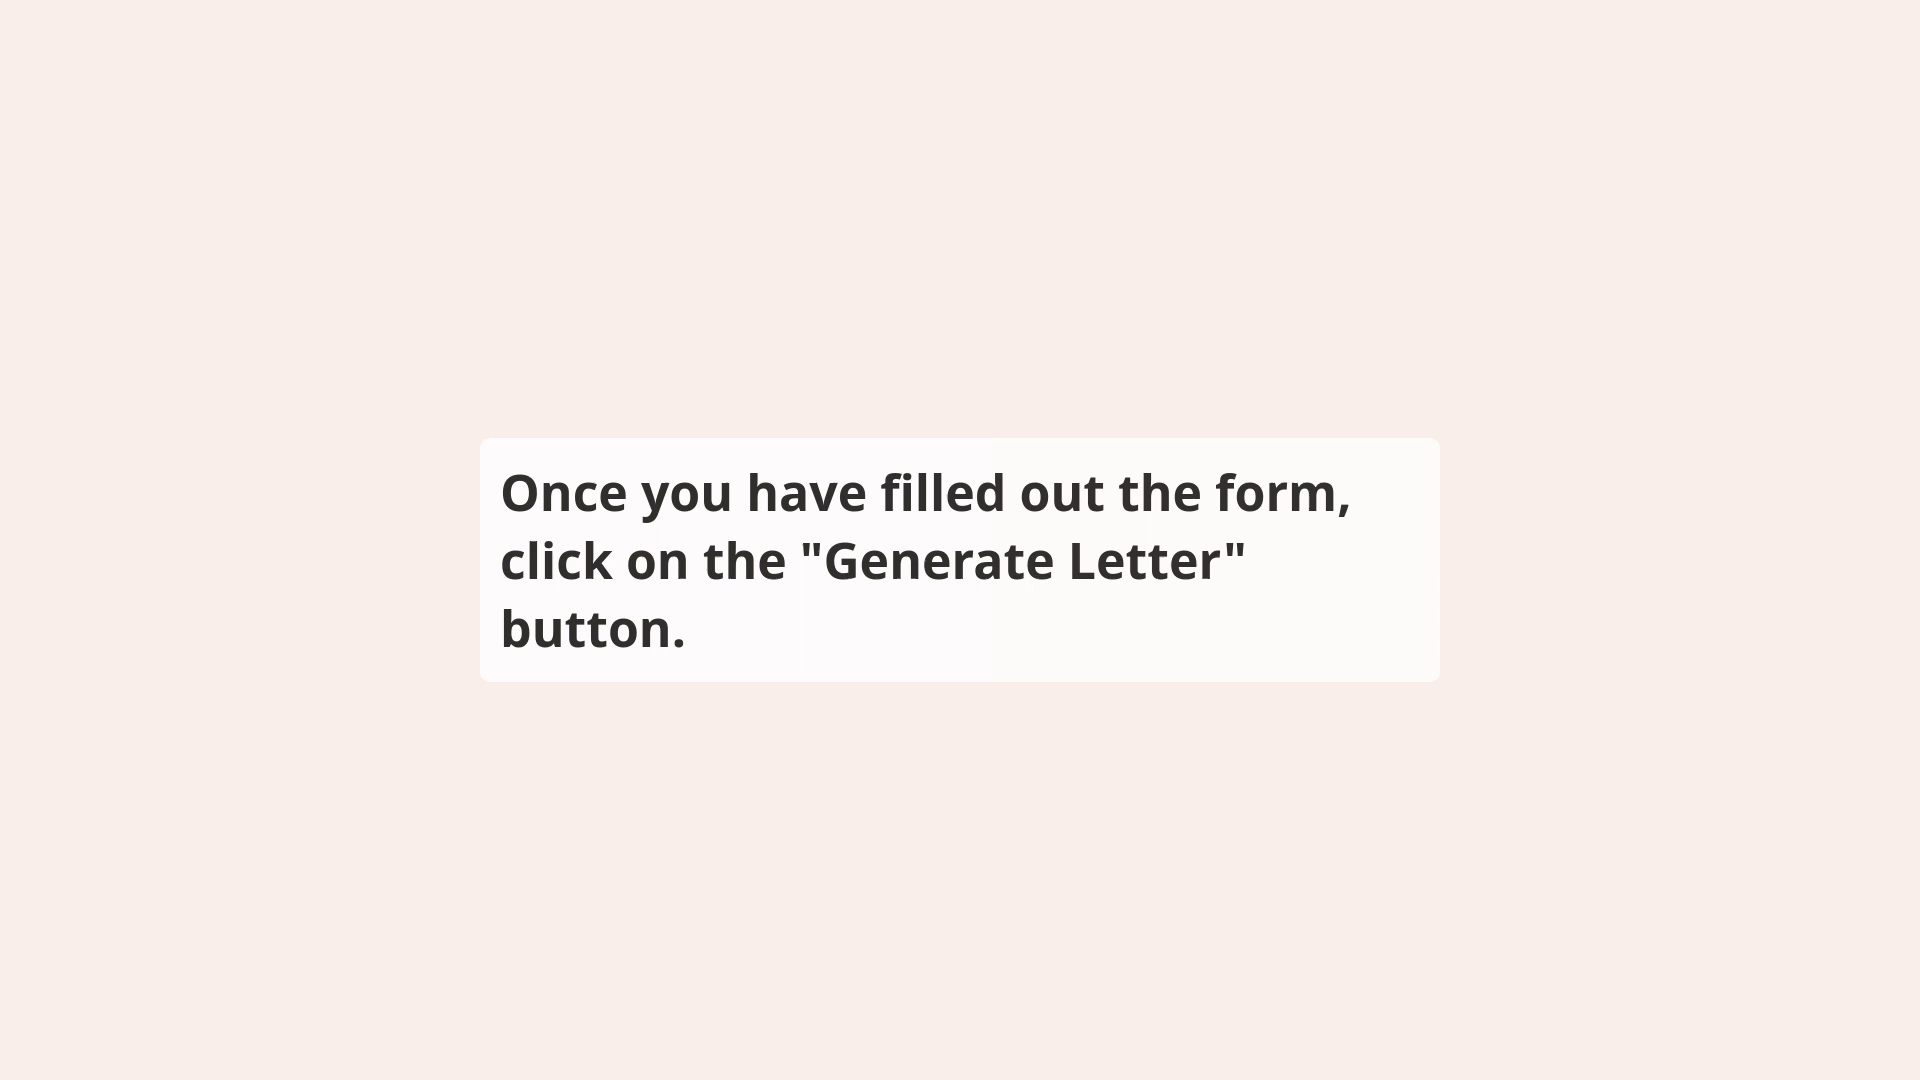 Once you have filled out the form,
click on the "Generate Letter"
button.